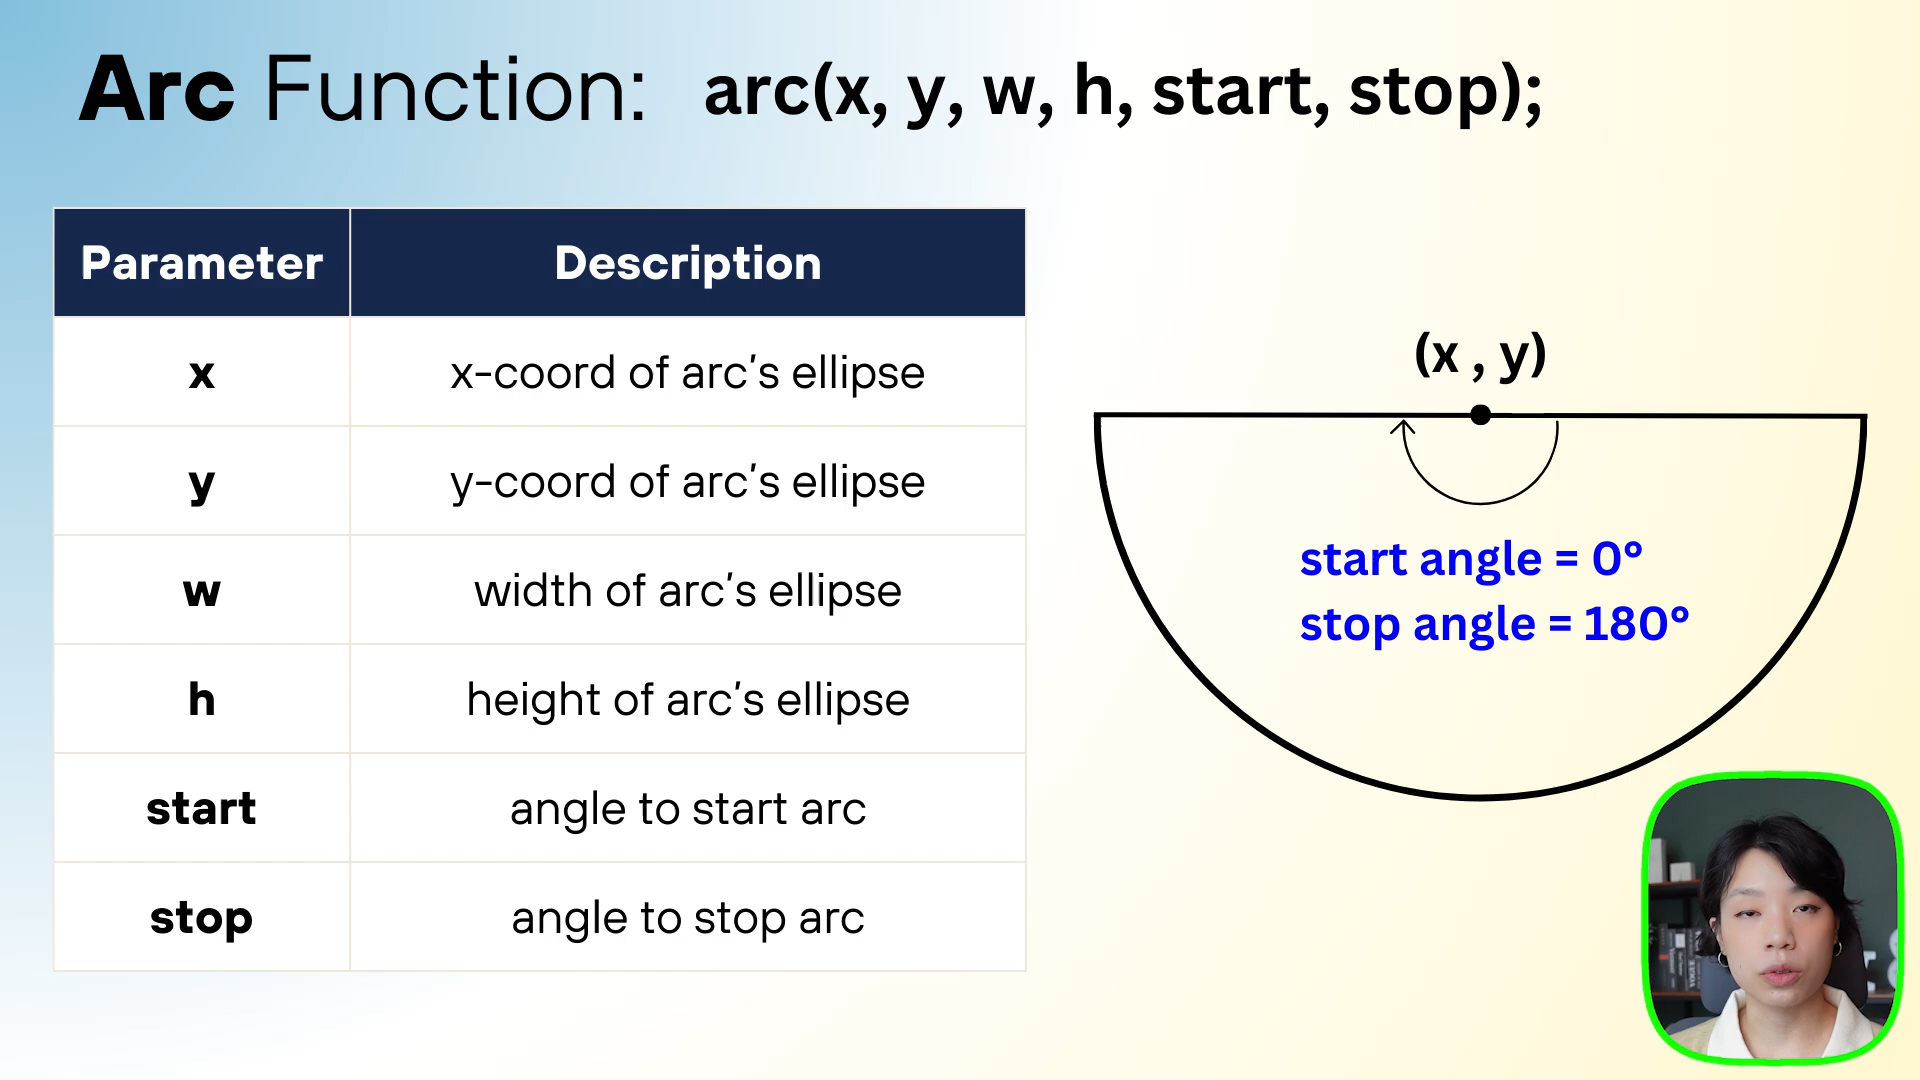 Arc Function: arc(x, y, w, h, start, stop);
Parameter Description
x x-coord of arc's ellipse
y y-coord of arc's ellipse
w width of arc's ellipse
h height of arc's ellipse
start angle to start arc
stop angle to stop arc
(x , y)
start angle = 0°
stop angle = 180°